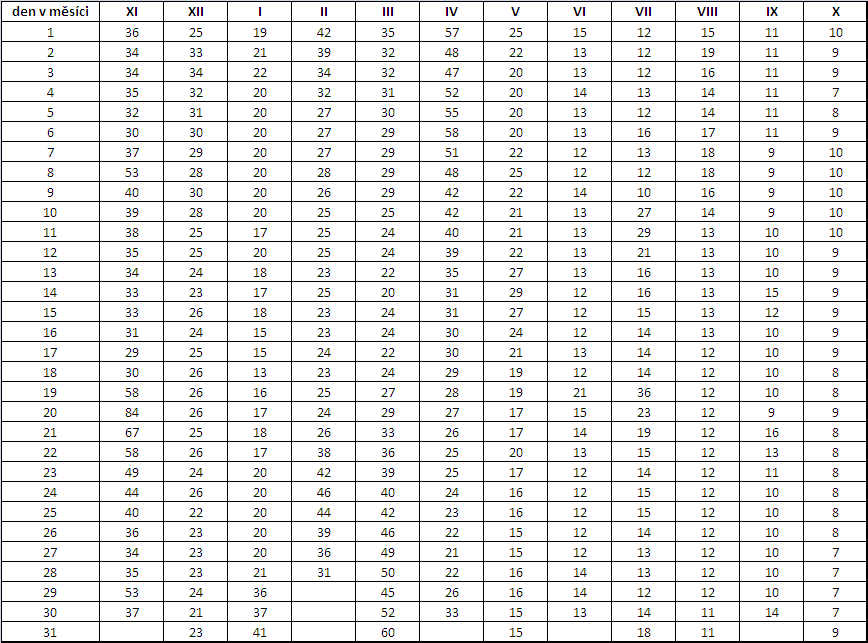 den v měsíci XI XII I II III IV V VI VII VIII IX X
1 36 25 19 42 35 57 25 15 12 15 11 10
2 34 33 21 39 32 48 22 13 12 19 11 9
3 34 34 22 34 32 47 20 13 12 16 11 9
4 35 32 20 32 31 52 20 14 13 14 11 7
5 32 31 20 27 30 55 20 13 12 14 11 8
6 30 30 20 27 29 58 20 13 16 17 11 9
7 37 29 20 27 29 51 22 12 13 18 9 10
8 53 28 20 28 29 48 25 12 12 18 9 10
9 40 30 20 26 29 42 22 14 10 16 9 10
10 39 28 20 25 25 42 21 13 27 14 9 10
11 38 25 17 25 24 40 21 13 29 13 10 10
12 35 25 20 25 24 39 22 13 21 13 10 9
13 34 24 18 23 22 35 27 13 16 13 10 9
14 33 23 17 25 20 31 29 12 16 13 15 9
15 33 26 18 23 24 31 27 12 15 13 12 9
16 31 24 15 23 24 30 24 12 14 13 10 9
17 29 25 15 24 22 30 21 13 14 12 10 9
18 30 26 13 23 24 29 19 12 14 12 10 8
19 58 26 16 25 27 28 19 21 36 12 10 8
20 84 26 17 24 29 27 17 15 23 12 9 9
21 67 25 18 26 33 26 17 14 19 12 16 8
22 58 26 17 38 36 25 20 13 15 12 13 8
23 49 24 20 42 39 25 17 12 14 12 11 8
24 44 26 20 46 40 24 16 12 15 12 10 8
25 40 22 20 44 42 23 16 12 15 12 10 8
26 36 23 20 39 46 22 15 12 14 12 10 8
27 34 23 20 36 49 21 15 12 13 12 10 7
28 35 23 21 31 50 22 16 14 13 12 10 7
29 53 24 36 45 26 16 14 12 12 10 7
30 37 21 37 52 33 15 13 14 11 14 7
31 23 41 60 15 18 11 9